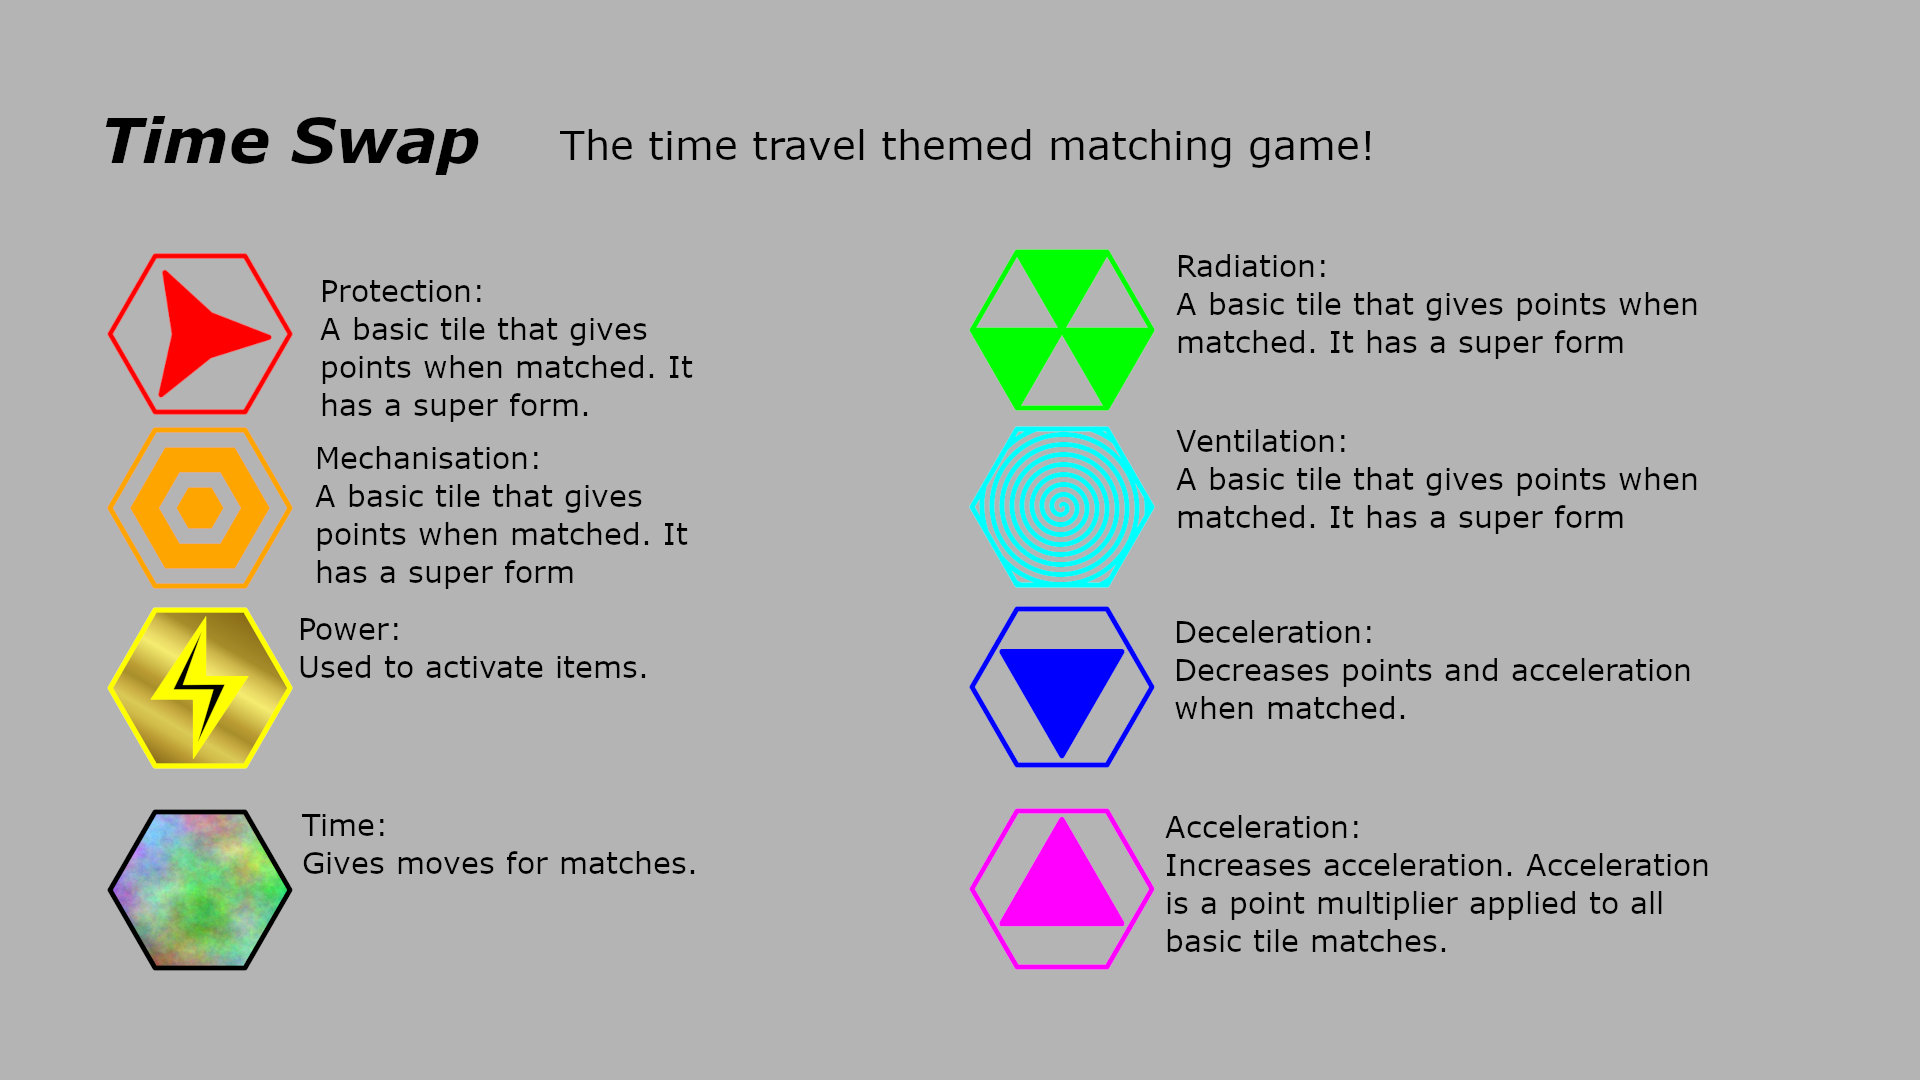 Time Swap
The time travel themed matching game!
Protection:
A basic tile that gives
points when matched. It
has a super form.
Mechanisation:
A basic tile that gives
points when matched. It
has a super form
Power:
Used to activate items.
Time:
Gives moves for matches.
Radiation:
A basic tile that gives points when
matched. It has a super form
Ventilation:
A basic tile that gives points when
matched. It has a super form
Deceleration:
Decreases points and acceleration
when matched.
Acceleration:
Increases acceleration. Acceleration
is a point multiplier applied to all
basic tile matches.